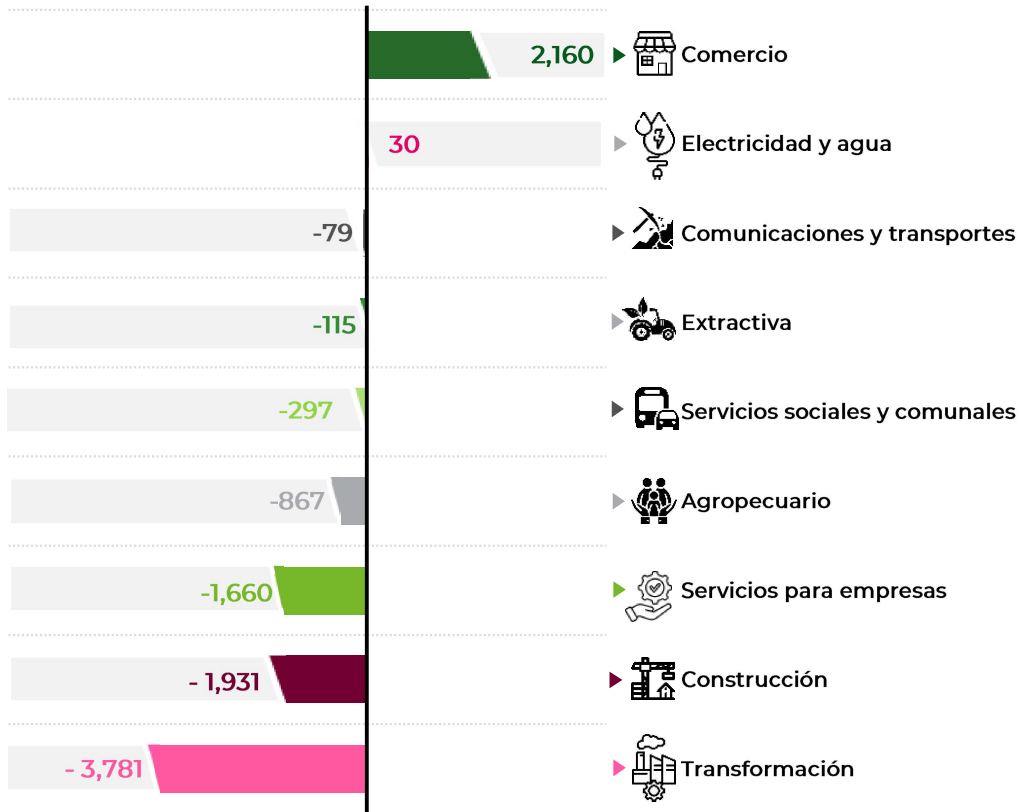 2,160 Comercio
30 Electricidad y agua
-79 Comunicaciones y transportes
-115 Extractiva
-297 Servicios sociales y comunales
-867 Agropecuario
-1,660 Servicios para empresas
- 1,931 Construcción
- 3,781 Transformación